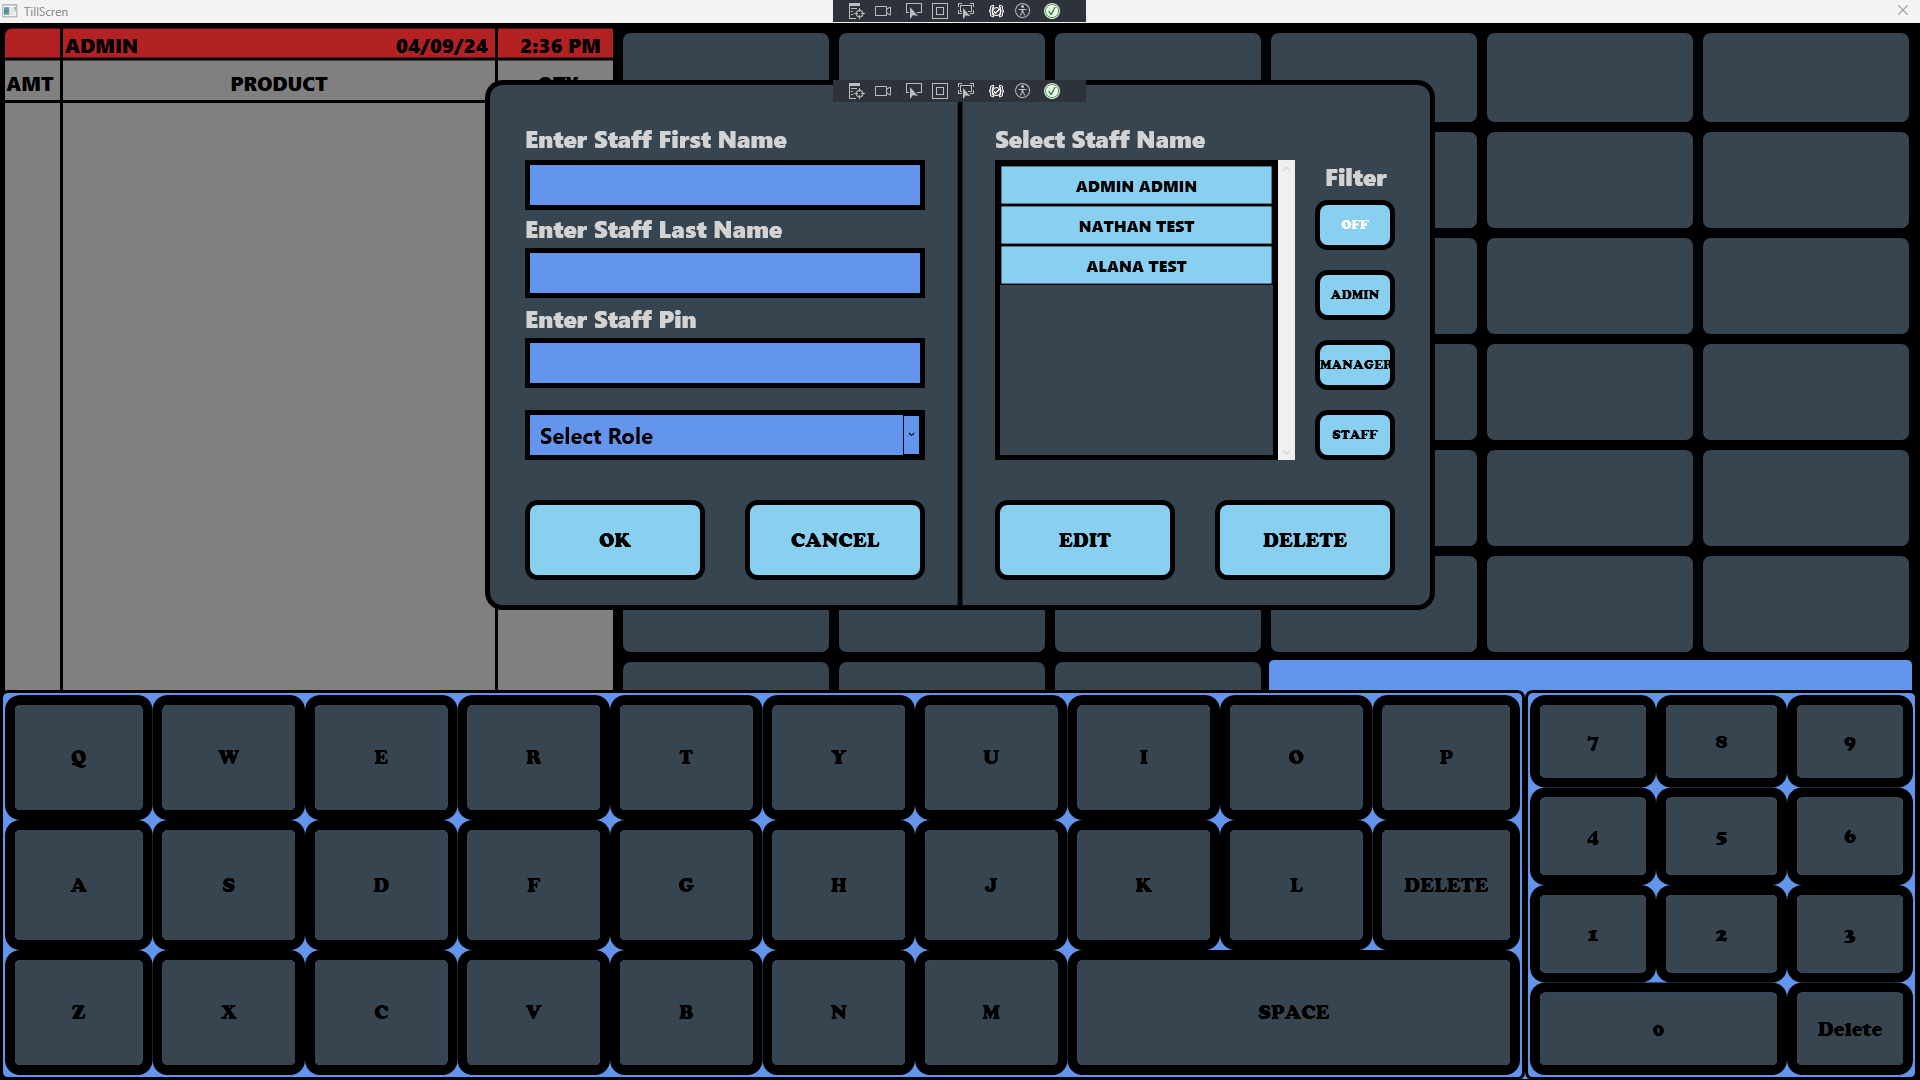 TillScren
ADMIN 04/09/24 2:36 PM
AMT PRODUCT QTY
Enter Staff First Name
Enter Staff Last Name
Enter Staff Pin
Select Role
OK CANCEL
Select Staff Name
ADMIN ADMIN
NATHAN TEST
ALANA TEST
Filter
OFF
ADMIN
MANAGER
STAFF
EDIT DELETE
Q W E R T Y U I O P
A S D F G H J K L DELETE
Z X C V B N M SPACE
7 8 9
4 5 6
1 2 3
0 Delete